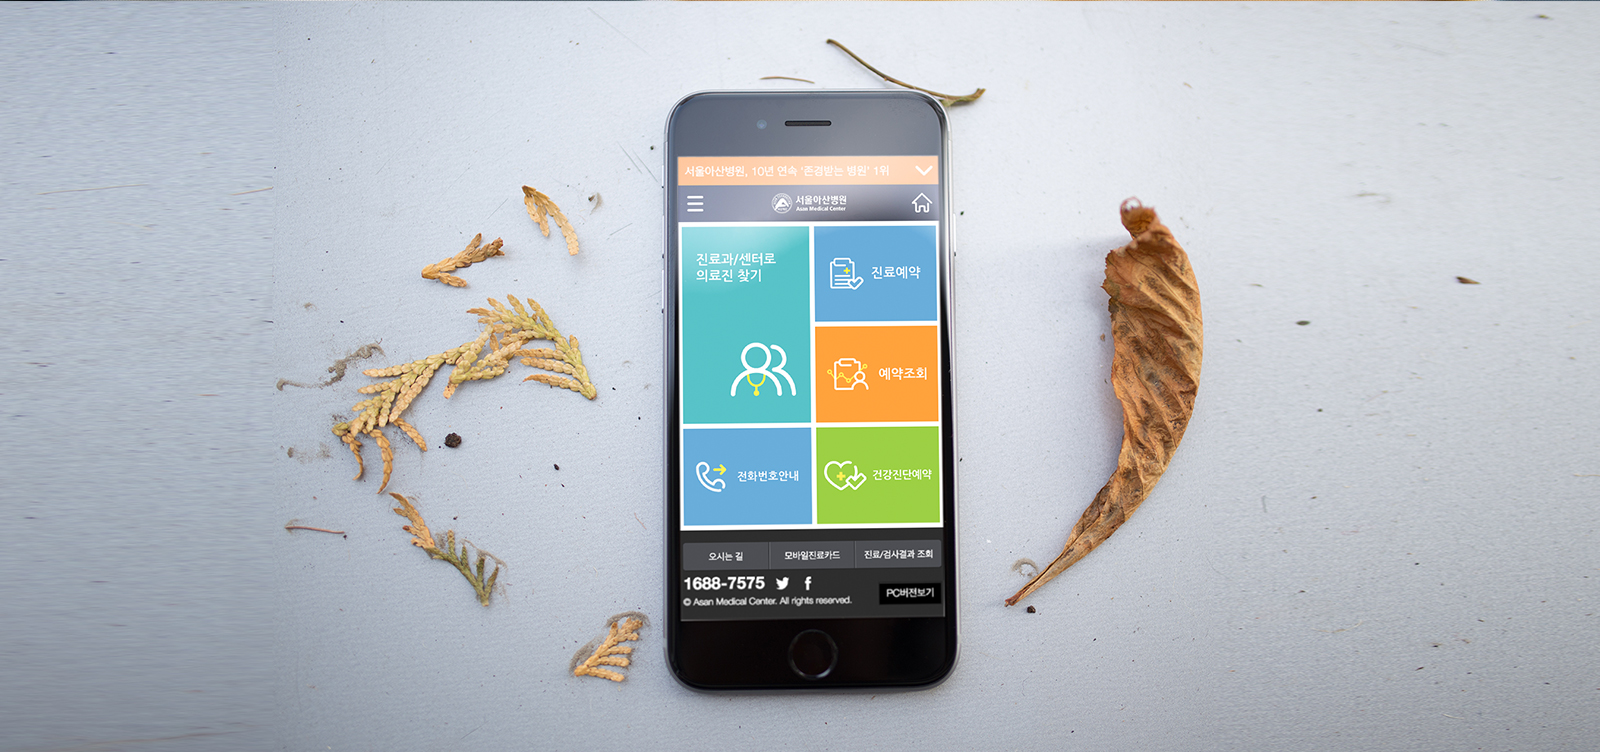 서울아산병원, 10년 연속 '존경받는 병원' 1위
서울아산병원
Asan Medical Center
진료과/센터로
의료진 찾기
진료예약
예약조회
전화번호안내
건강진단예약
오시는 길
모바일진료카드
진료/검사결과 조회
1688-7575
© Asan Medical Center. All rights reserved.
PC버전보기